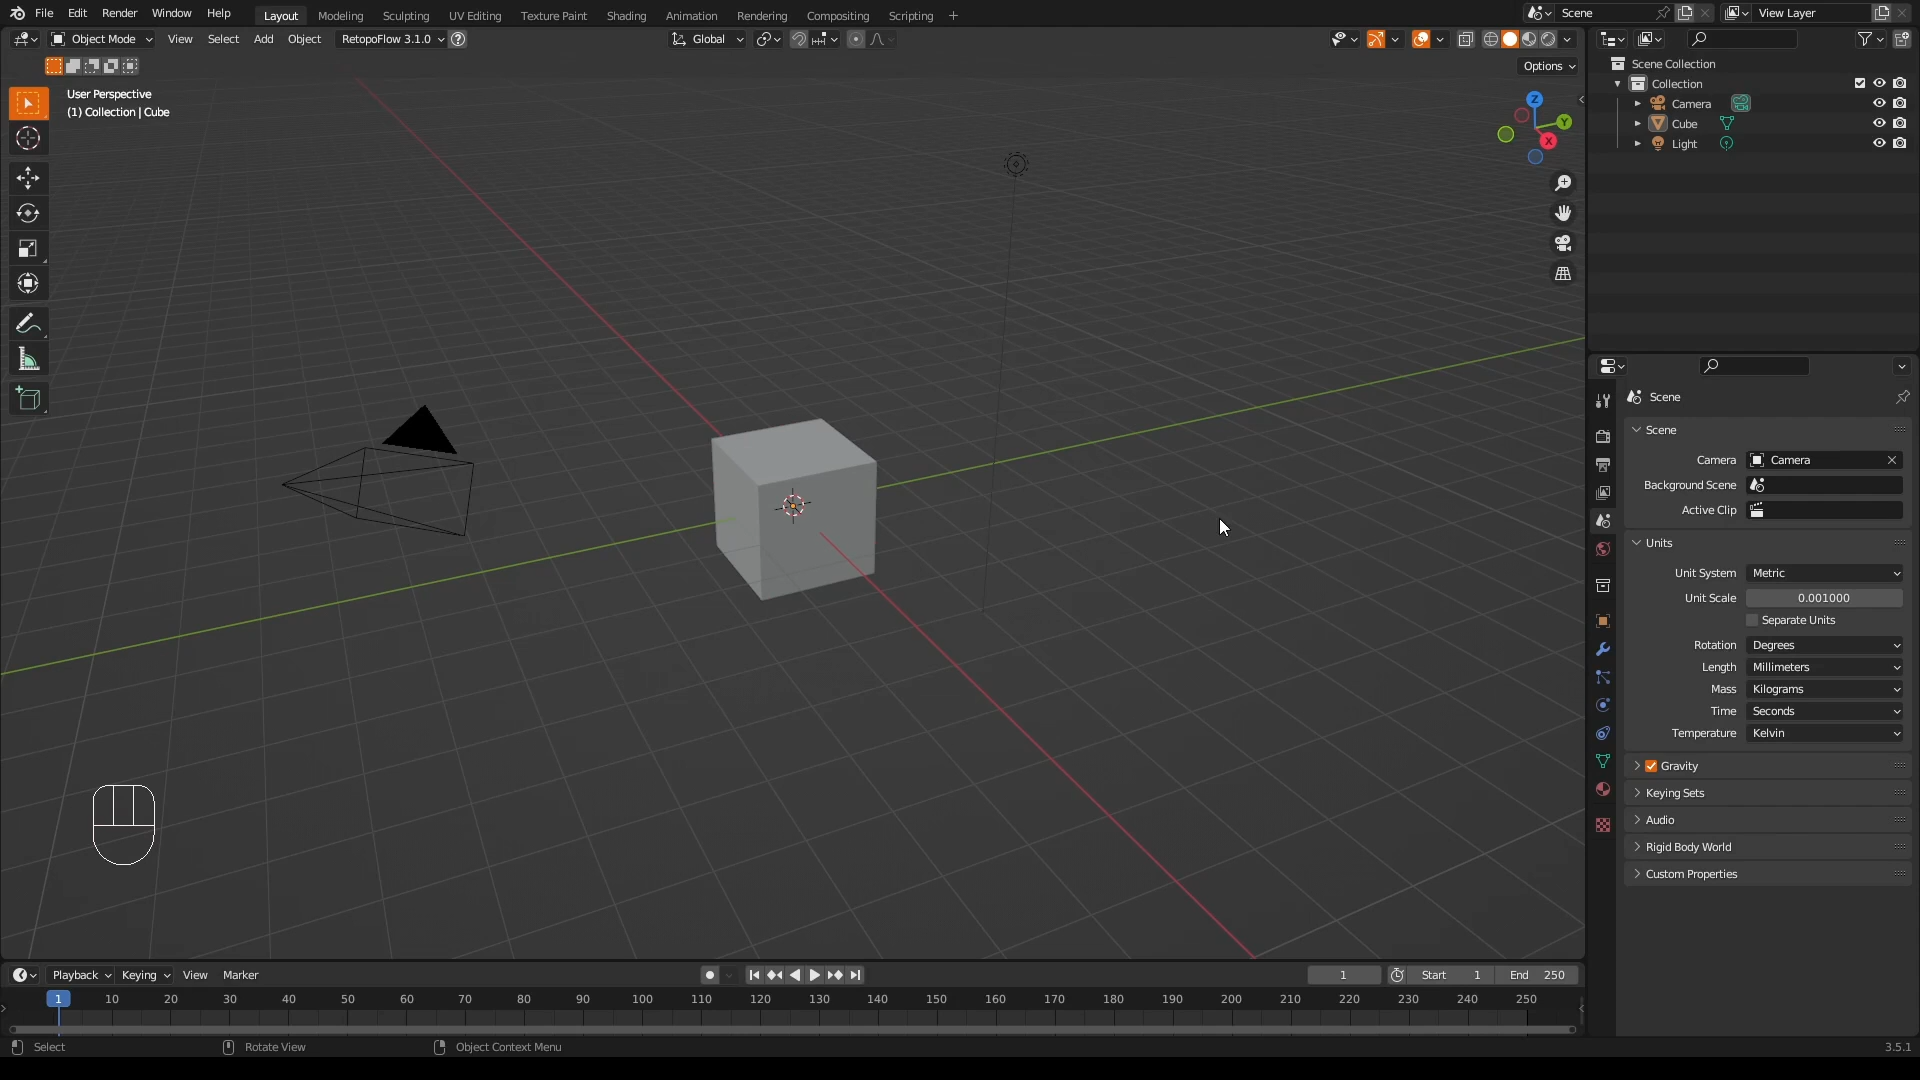 File Edit Render Window Help Layout Modeling Sculpting UV Editing Texture Paint Shading Animation Rendering Compositing Scripting + Scene View Layer
Object Mode View Select Add Object RetopoFlow 3.1.0 ? Global
Options
User Perspective
(1) Collection | Cube
Z
Y
X
Scene Collection
Collection
Camera
Cube
Light
Scene
Scene
Camera Camera
Background Scene
Active Clip
Units
Unit System Metric
Unit Scale 0.001000
Separate Units
Rotation Degrees
Length Millimeters
Mass Kilograms
Time Seconds
Temperature Kelvin
Gravity
Keying Sets
Audio
Rigid Body World
Custom Properties
Playback Keying View Marker 1 Start 1 End 250
1 10 20 30 40 50 60 70 80 90 100 110 120 130 140 150 160 170 180 190 200 210 220 230 240 250
Select Rotate View Object Context Menu 3.5.1